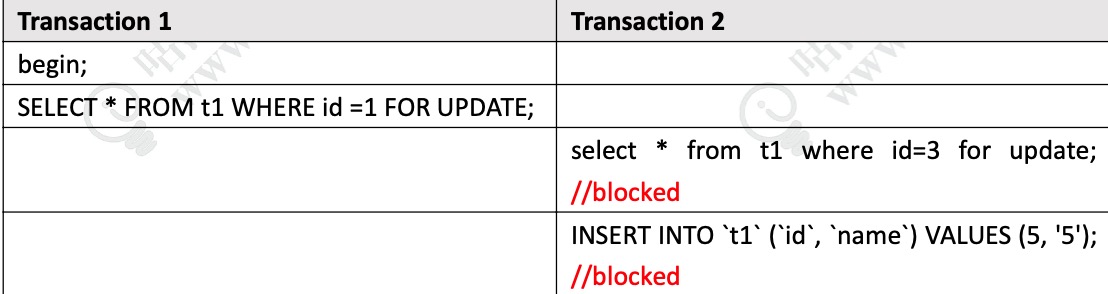 Transaction 1
Transaction 2
begin;
SELECT * FROM t1 WHERE id =1 FOR UPDATE;
select * from t1 where id=3 for update;
//blocked
INSERT INTO `t1` (`id`, `name`) VALUES (5, '5');
//blocked